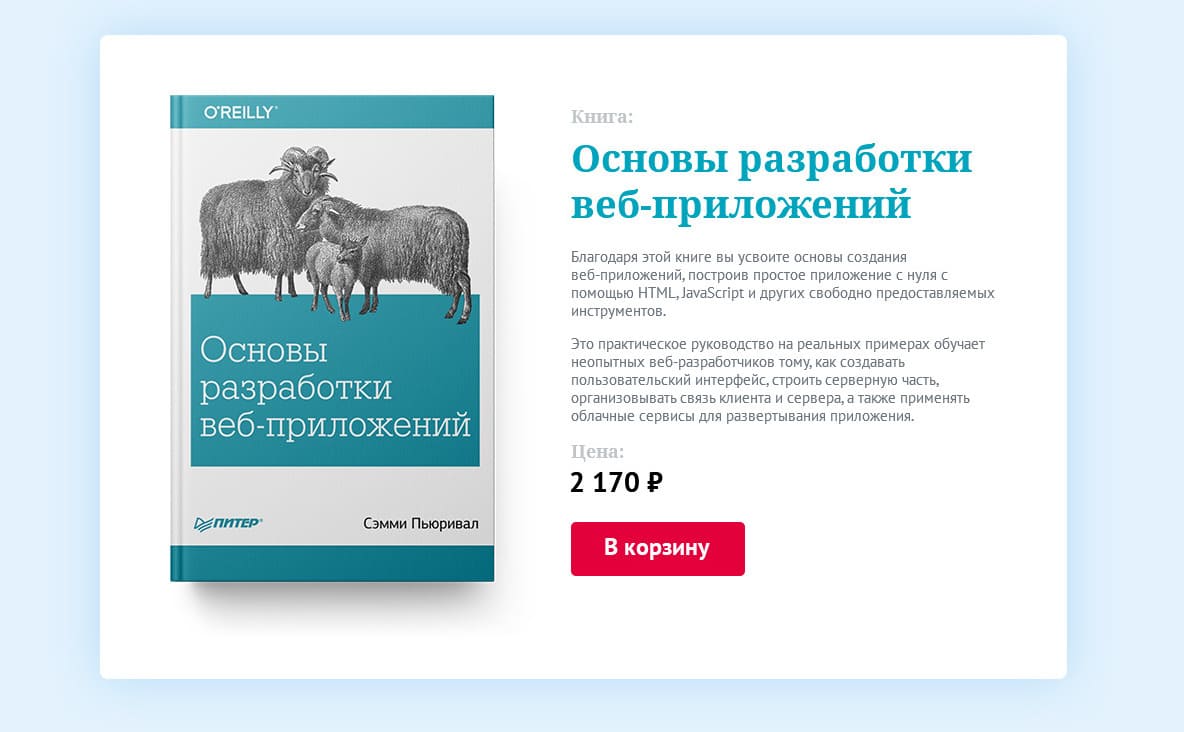 O'REILLY®
Основы
разработки
веб-приложений
ПИТЕР®
Сэмми Пьюривал
Книга:
Основы разработки
веб-приложений
Благодаря этой книге вы усвоите основы создания
веб-приложений, построив простое приложение с нуля с
помощью HTML, JavaScript и других свободно предоставляемых
инструментов.
Это практическое руководство на реальных примерах обучает
неопытных веб-разработчиков тому, как создавать
пользовательский интерфейс, строить серверную часть,
организовывать связь клиента и сервера, а также применять
облачные сервисы для развертывания приложения.
Цена:
2 170 ₽
В корзину